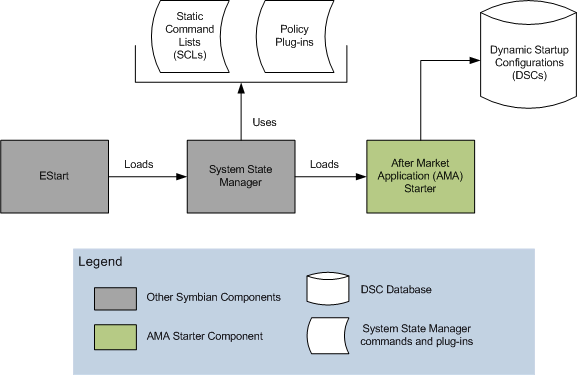 Static
Command
Lists
(SCLs)
Policy
Plug-ins
Dynamic Startup
Configurations
(DSCs)
Uses
EStart
Loads
System State
Manager
Loads
After Market
Application (AMA)
Starter
Legend
Other Symbian Components
DSC Database
AMA Starter Component
System State Manager
commands and plug-ins